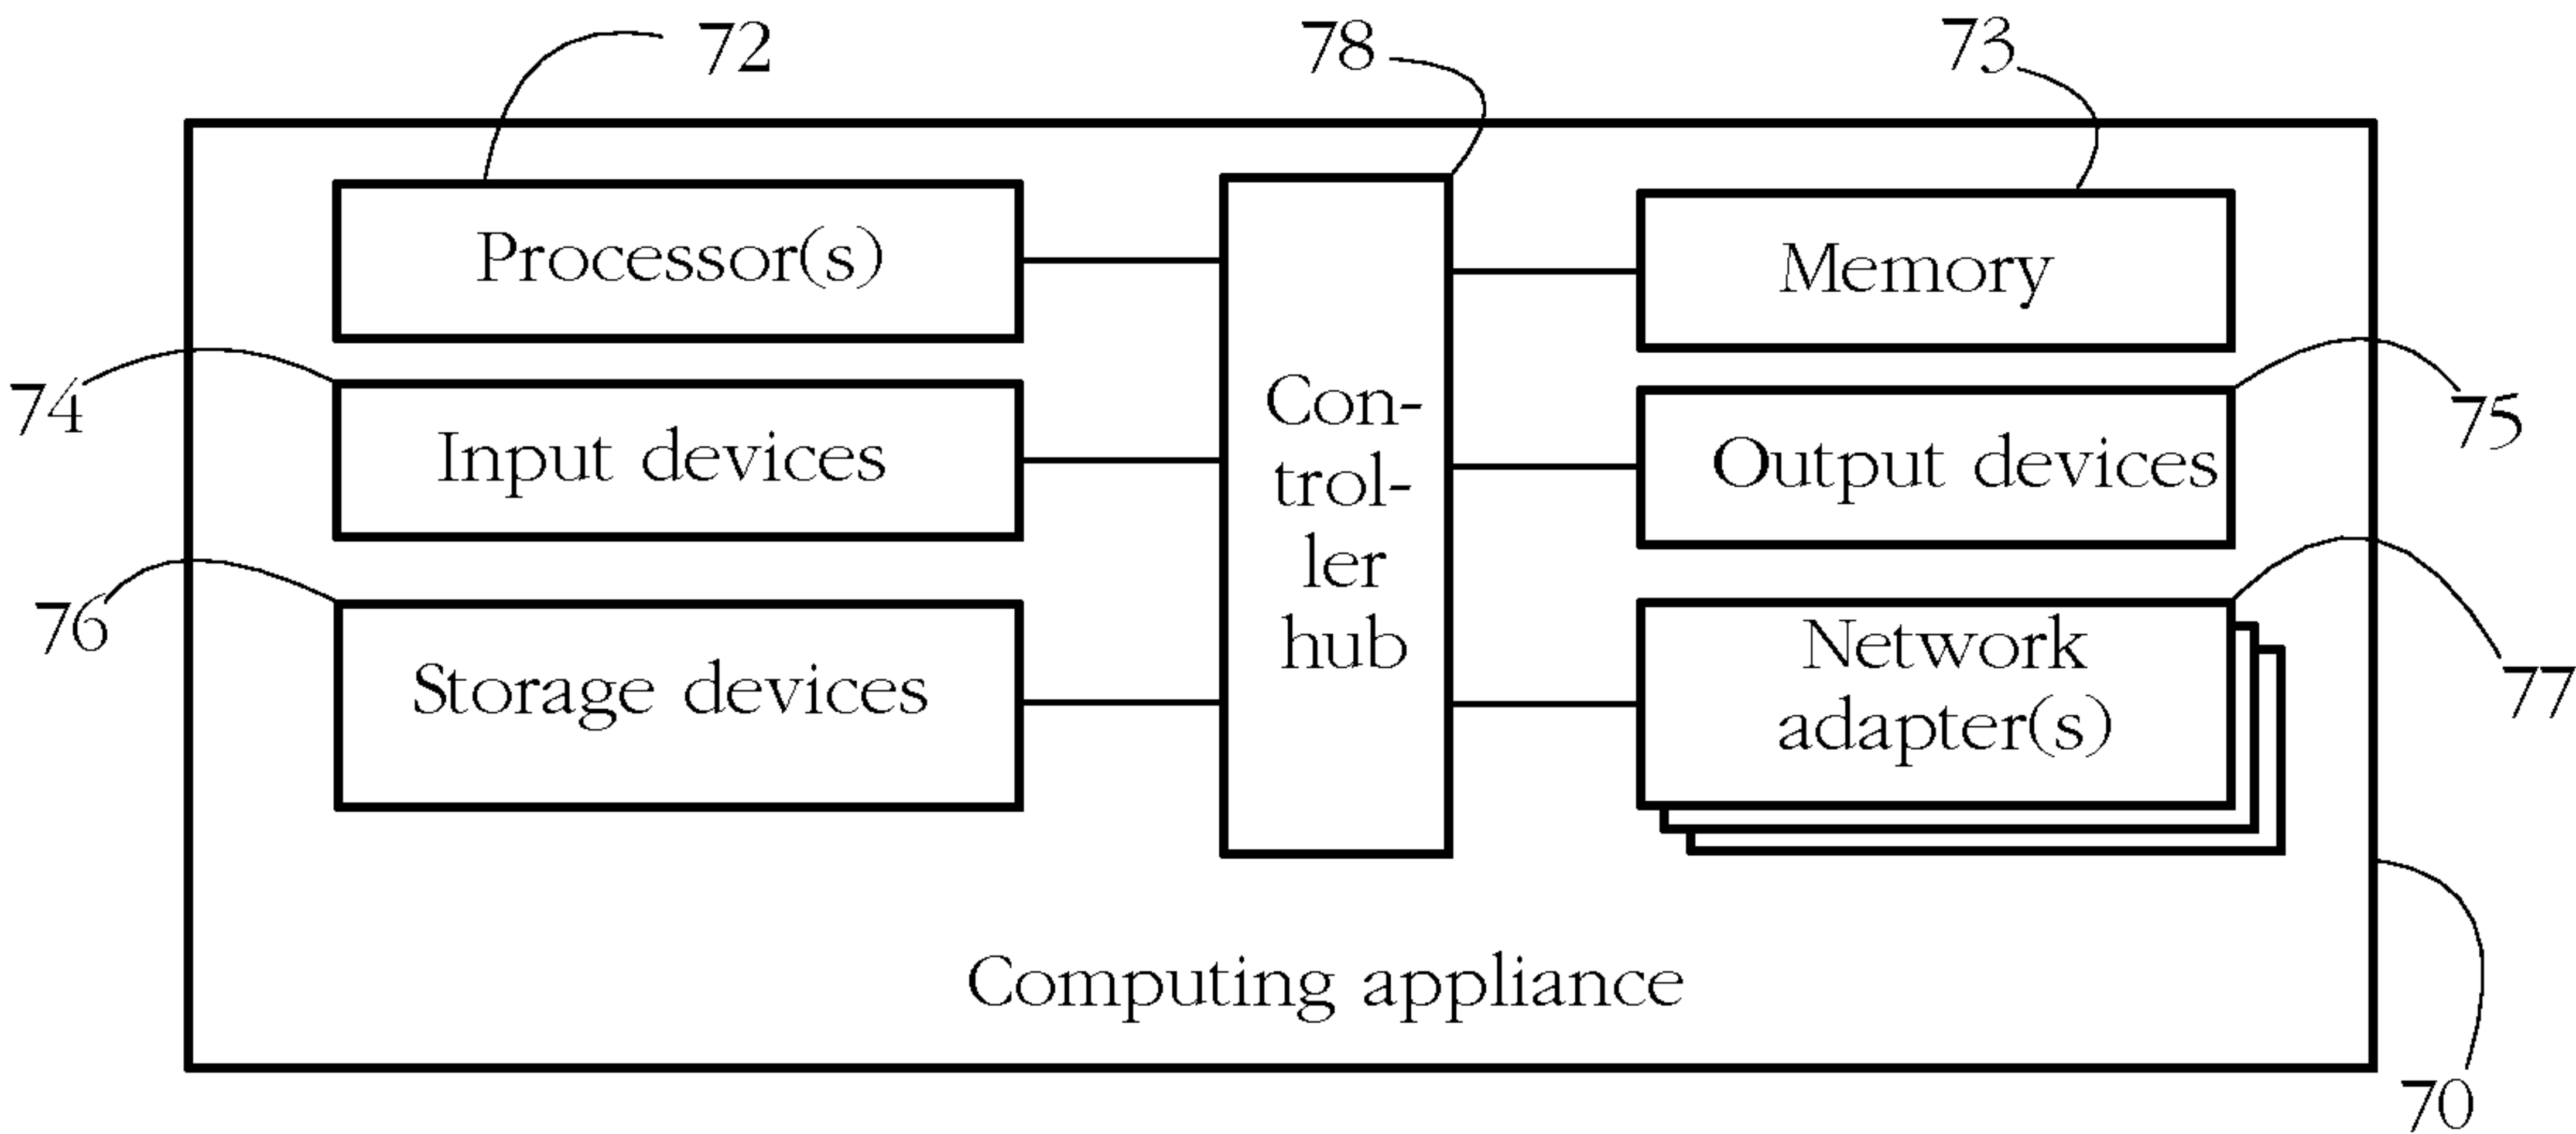 72
78
73
Processor(s)
Memory
74
75
Input devices
Output devices
Con-
trol-
ler
hub
76
77
Storage devices
Network
adapter(s)
Computing appliance
70